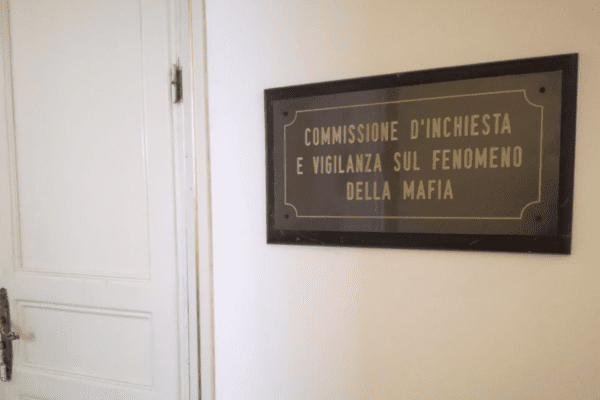 COMMISSIONE D'INCHIESTA
E VIGILANZA SUL FENOMENO
DELLA MAFIA